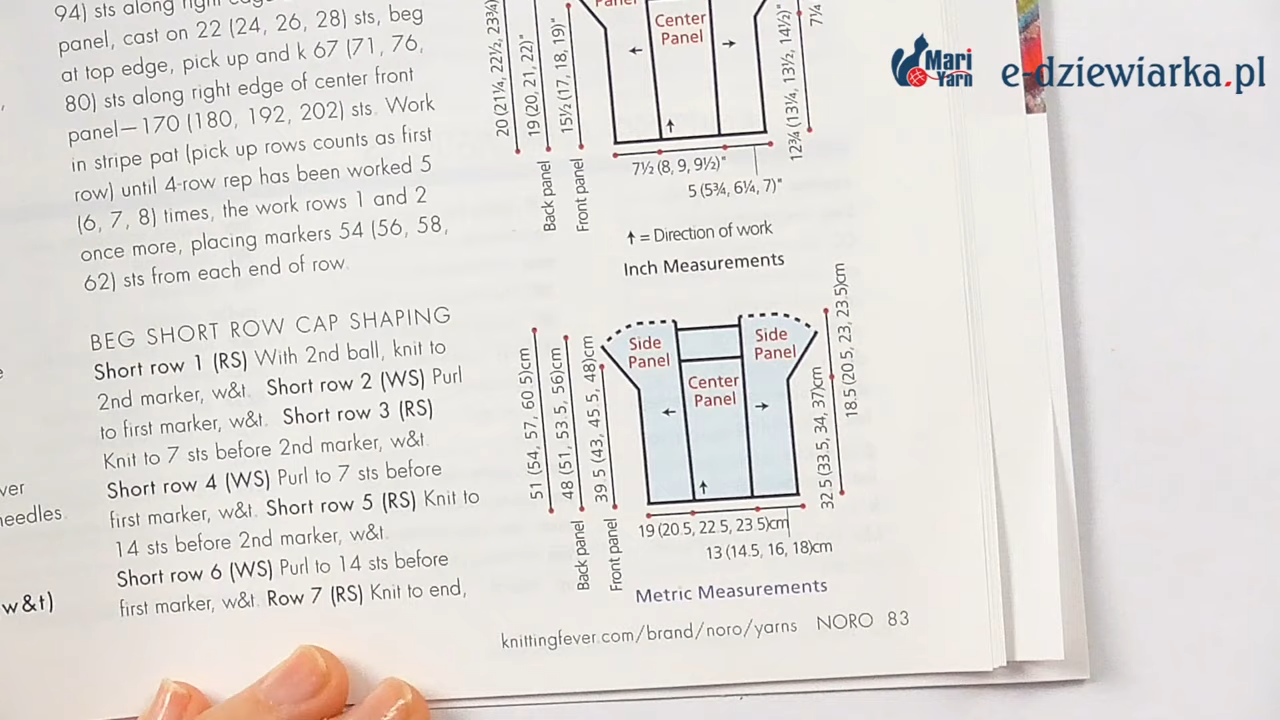 94) sts along right
panel, cast on 22 (24, 26, 28) sts, beg
at top edge, pick up and k 67 (71, 76,
80) sts along right edge of center front
panel—170 (180, 192, 202) sts. Work
in stripe pat (pick up rows counts as first
row) until 4-row rep has been worked 5
(6, 7, 8) times, the work rows 1 and 2
once more, placing markers 54 (56, 58,
62) sts from each end of row.
BEG SHORT ROW CAP SHAPING
Short row 1 (RS) With 2nd ball, knit to
2nd marker, w&t. Short row 2 (WS) Purl
to first marker, w&t. Short row 3 (RS)
Knit to 7 sts before 2nd marker, w&t.
Short row 4 (WS) Purl to 7 sts before
first marker, w&t. Short row 5 (RS) Knit to
14 sts before 2nd marker, w&t.
Short row 6 (WS) Purl to 14 sts before
first marker, w&t. Row 7 (RS) Knit to end,
ver
needles.
w&t)
Panel
Center
Panel
20 (21¼, 22½, 23¾)
19 (20, 21, 22)"
15½ (17, 18, 19)"
12¾ (13¼, 13½, 14½)"
7¼
7½ (8, 9, 9½)"
5 (5¾, 6¼, 7)"
Back panel
Front panel
= Direction of work
Inch Measurements
Side
Panel
Side
Panel
Center
Panel
51 (54, 57, 60 5)cm
48 (51, 53.5, 56)cm
39 5 (43, 45.5, 48)cm
32.5 (33.5, 34, 37)cm
18.5 (20.5, 23, 23.5)cm
19 (20.5, 22.5, 23.5)cm
13 (14.5, 16, 18)cm
Back panel
Front panel
Metric Measurements
knittingfever.com/brand/noro/yarns NORO 83
Mari
Yarn
e-dziewiarka.pl